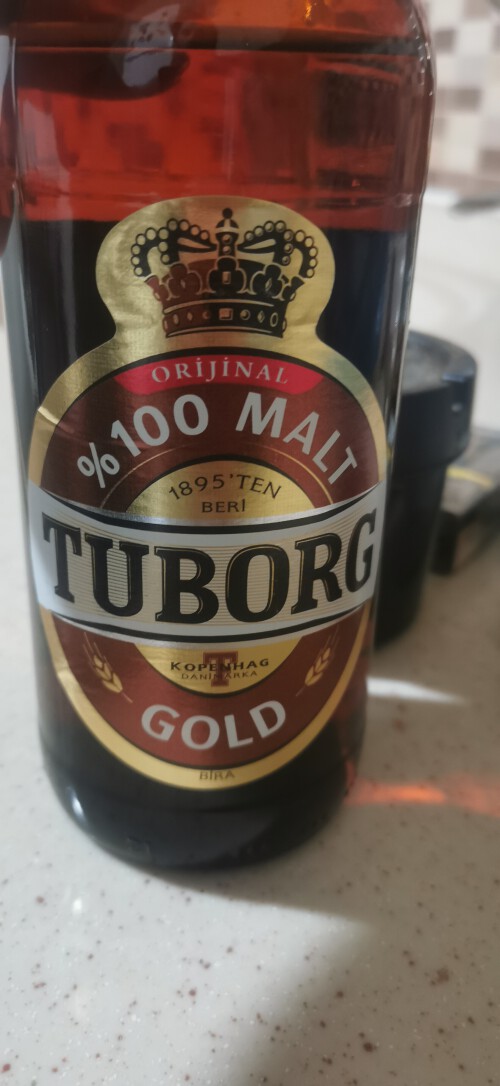 ORİJİNAL
%100 MALT
1895'TEN
BERİ
TUBORG
KOPENHAG
DANİMARKA
GOLD
BİRA